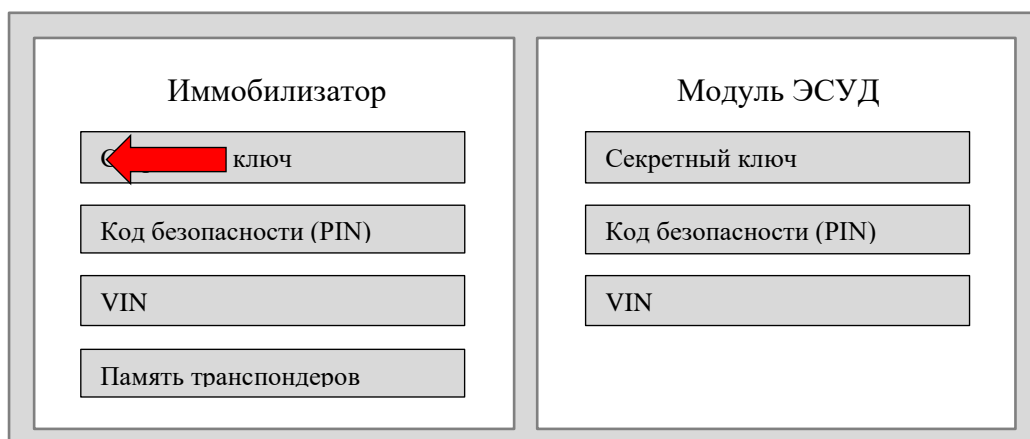 Иммобилизатор
ключ
Код безопасности (PIN)
VIN
Память транспондеров
Модуль ЭСУД
Секретный ключ
Код безопасности (PIN)
VIN